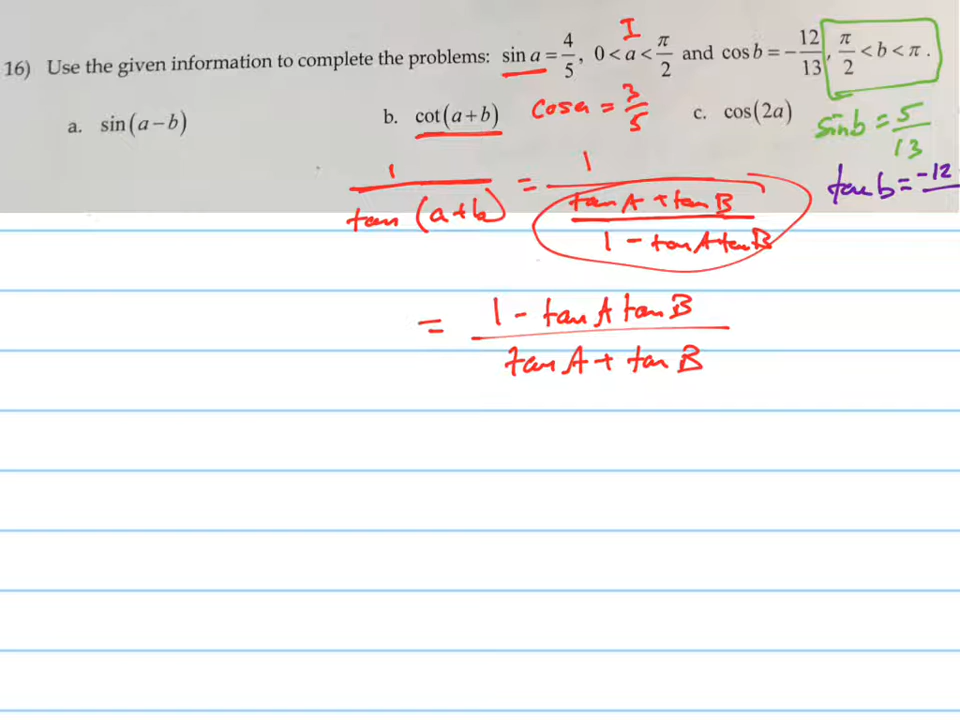 16) Use the given information to complete the problems: sin a = 4/5, 0 < a < π/2 and cos b = −12/13, π/2 < b < π.
I
a. sin(a−b)
b. cot(a+b)
cosa = 3/5
c. cos(2a)
sinb = 5/13
tan b = −12
1/tan (a+b) = 1/((tan A + tan B)/(1 − tan A tan B))
= (1 − tan A tan B)/(tan A + tan B)